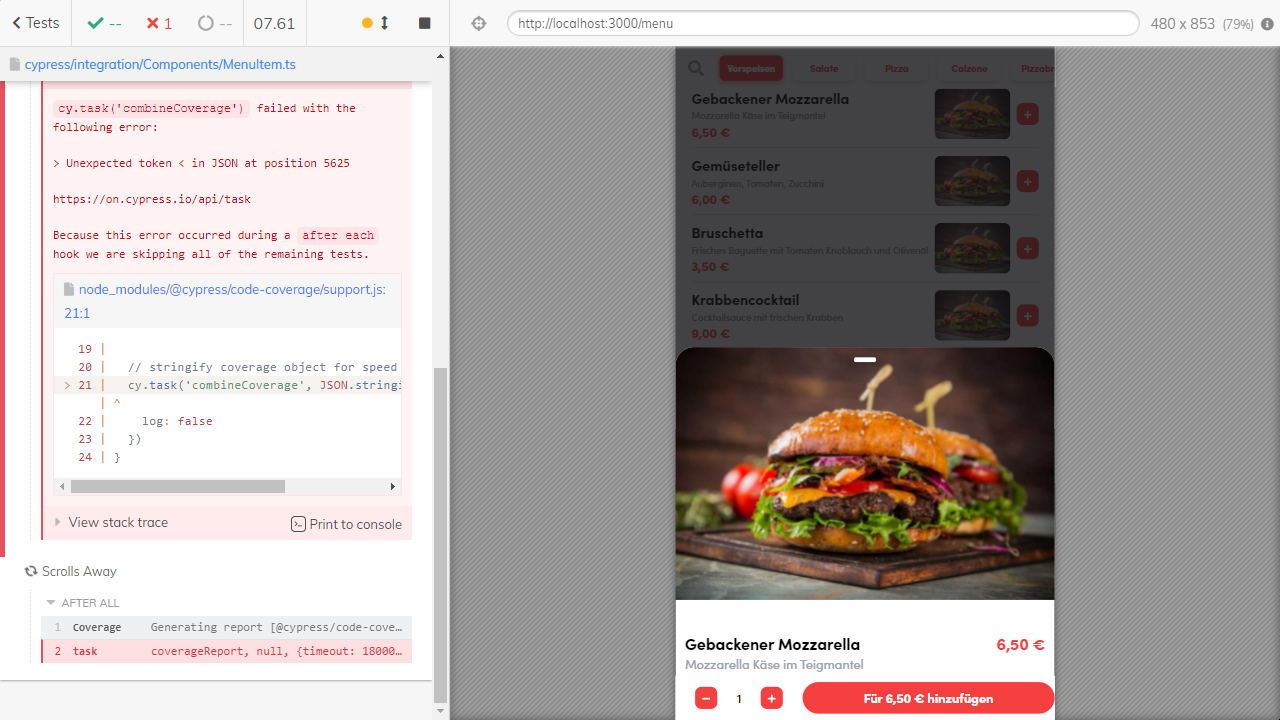 Tests
--
1
--
07.61
http://localhost:3000/menu
480 x 853 (79%)
cypress/integration/Components/MenuItem.ts
cy.task('combineCoverage') failed with the
following error:
> Unexpected token < in JSON at position 5625
https://on.cypress.io/api/task
Because this error occurred during a after each
hook we are skipping all of the remaining tests.
node_modules/@cypress/code-coverage/support.js:
21:1
19 |
20 | // stringify coverage object for speed
> 21 | cy.task('combineCoverage', JSON.stringi
| ^
22 | log: false
23 | })
24 | }
View stack trace
Print to console
Scrolls Away
AFTER ALL
1 Coverage Generating report [@cypress/code-cove…
2 task coverageReport, null, {timeout: 18000…
Vorspeisen
Salate
Pizza
Calzone
Pizzabr
Gebackener Mozzarella
Mozzarella Käse im Teigmantel
6,50 €
+
Gemüseteller
Auberginen, Tomaten, Zucchini
6,00 €
+
Bruschetta
Frisches Baguette mit Tomaten Knoblauch und Olivenöl
3,50 €
+
Krabbencocktail
Cocktailsauce mit frischen Krabben
9,00 €
+
Gebackener Mozzarella
6,50 €
Mozzarella Käse im Teigmantel
− 1 +
Für 6,50 € hinzufügen